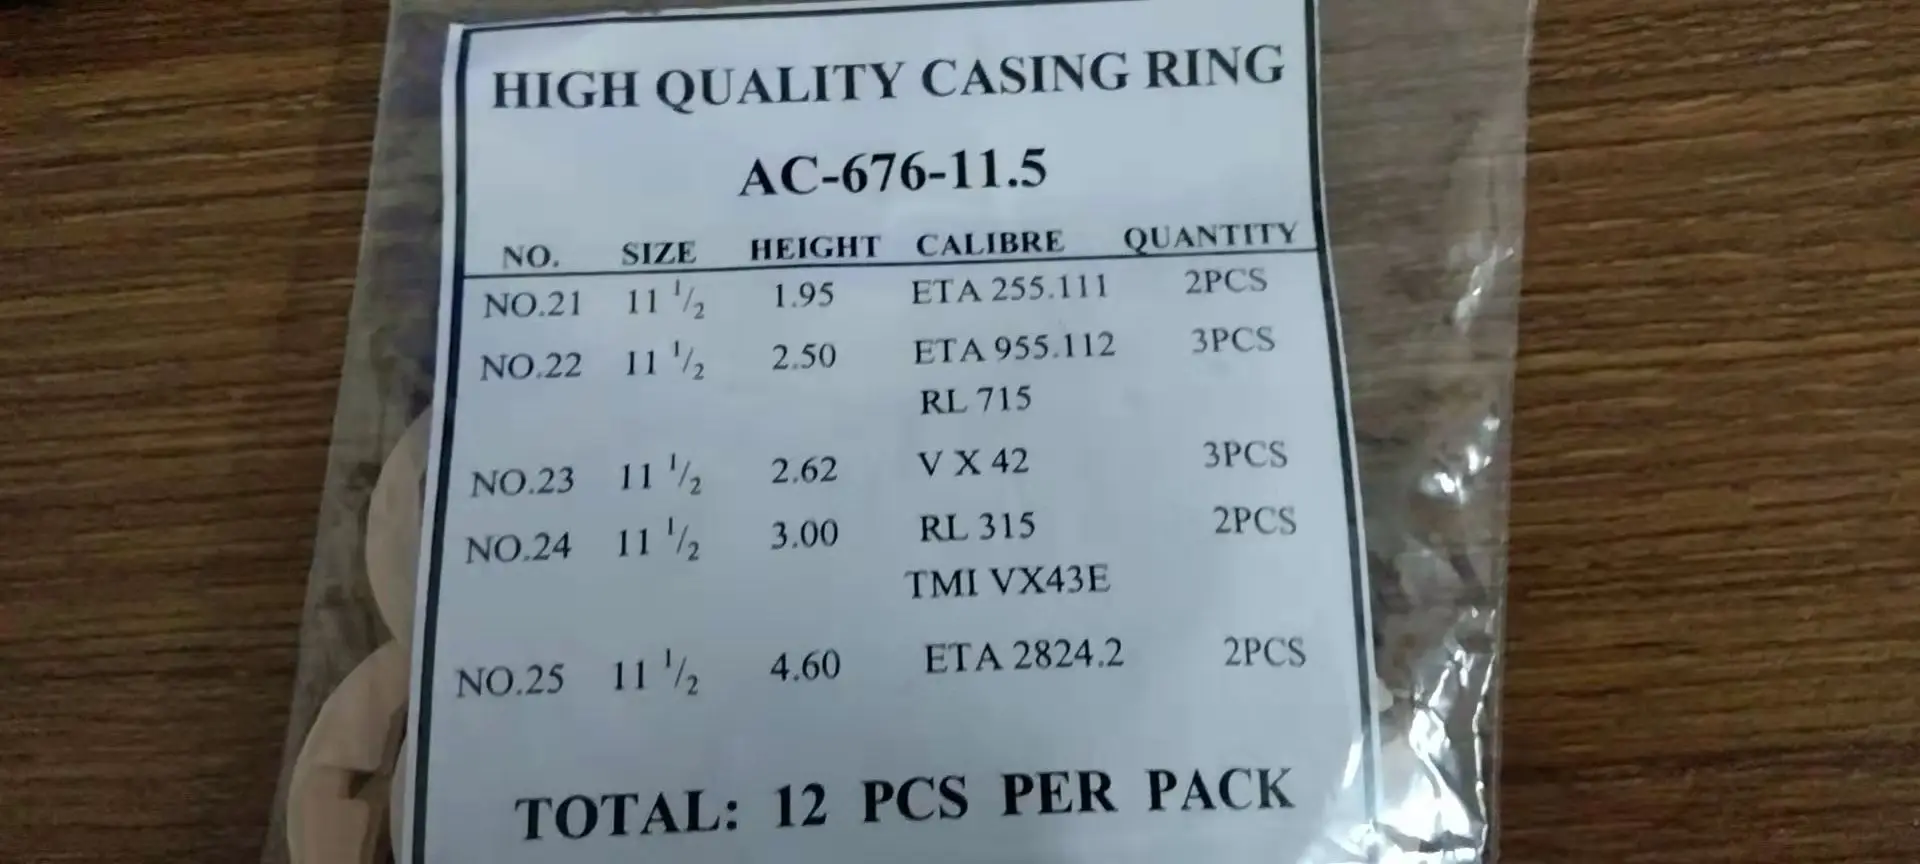 HIGH QUALITY CASING RING
AC-676-11.5
NO. SIZE HEIGHT CALIBRE QUANTITY
NO.21 11 1/2 1.95 ETA 255.111 2PCS
NO.22 11 1/2 2.50 ETA 955.112 3PCS
RL 715
NO.23 11 1/2 2.62 V X 42 3PCS
NO.24 11 1/2 3.00 RL 315 2PCS
TMI VX43E
NO.25 11 1/2 4.60 ETA 2824.2 2PCS
TOTAL: 12 PCS PER PACK